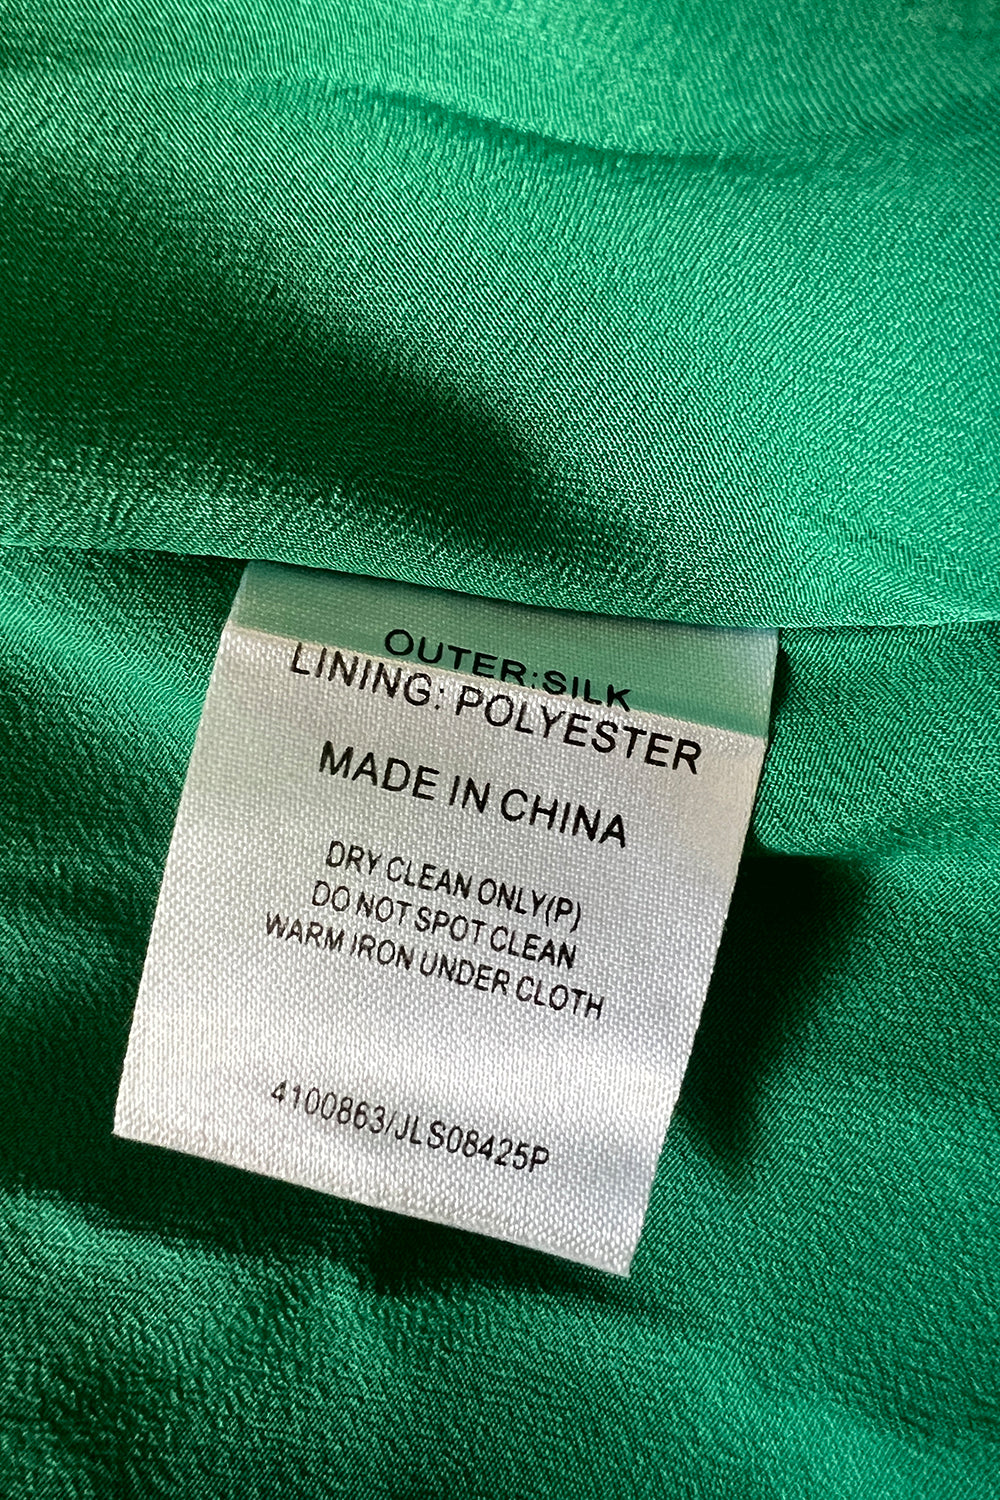 OUTER:SILK
LINING: POLYESTER
MADE IN CHINA
DRY CLEAN ONLY(P)
DO NOT SPOT CLEAN
WARM IRON UNDER CLOTH
4100863/JLS08425P